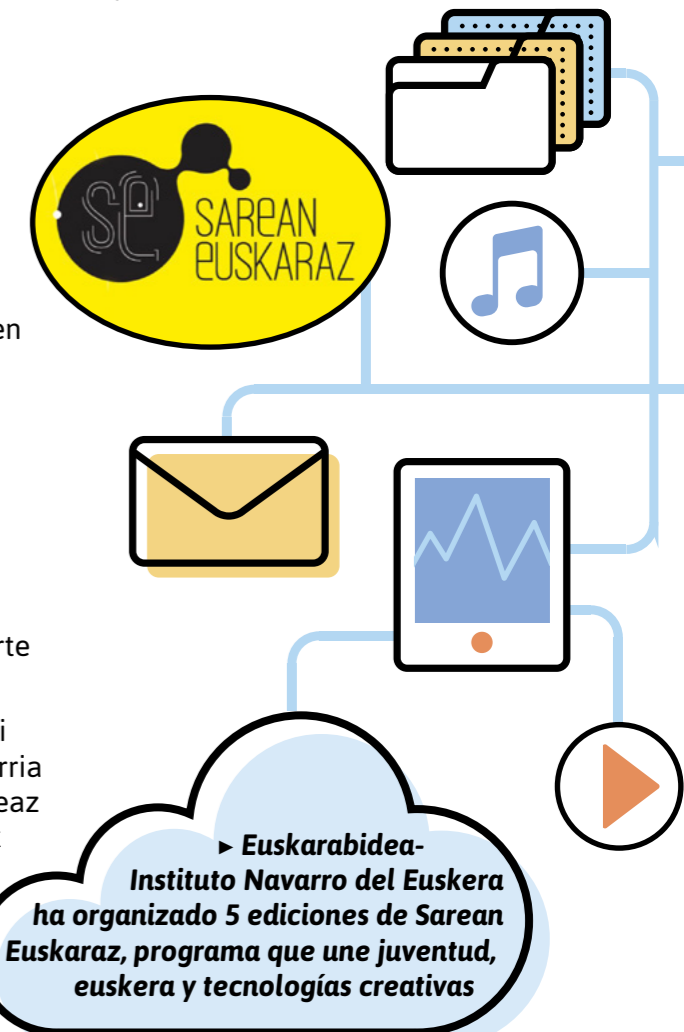 se
SAREAN
EUSKARAZ
▸ Euskarabidea-
Instituto Navarro del Euskera
ha organizado 5 ediciones de Sarean
Euskaraz, programa que une juventud,
euskera y tecnologías creativas